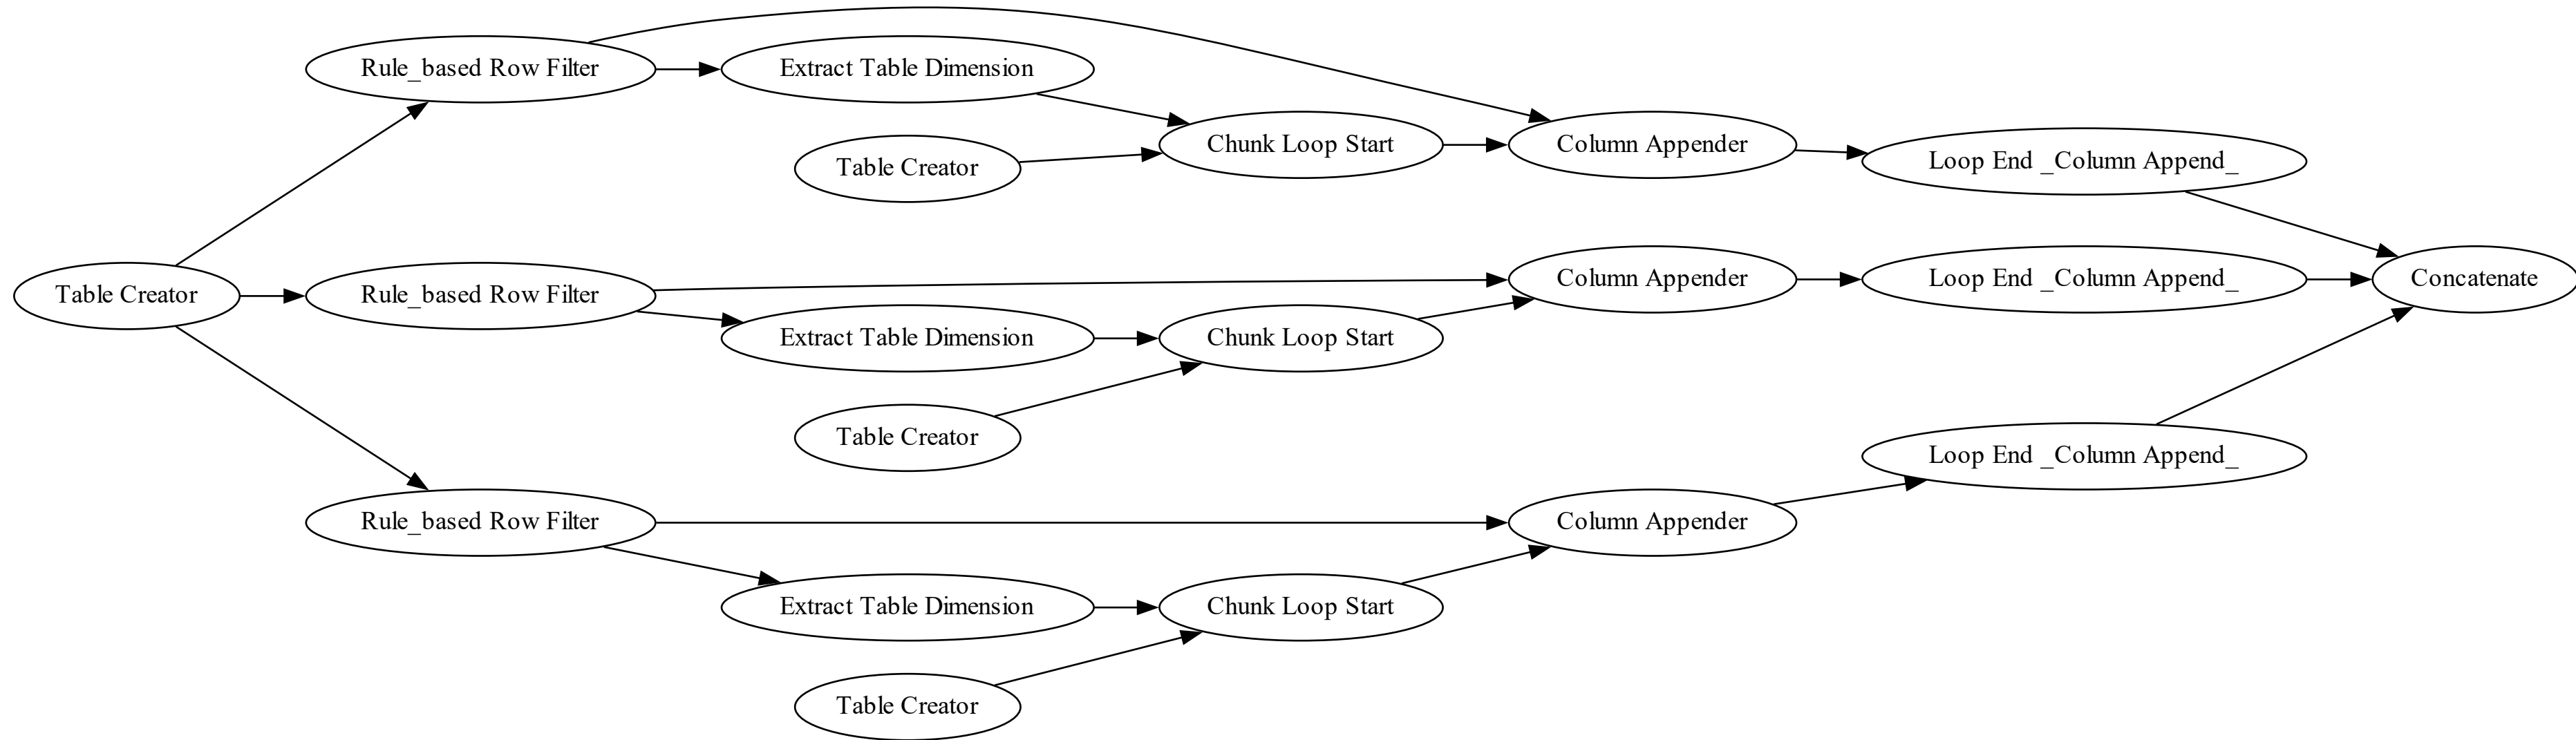 Rule_based Row Filter
Extract Table Dimension
Table Creator
Chunk Loop Start
Column Appender
Loop End _Column Append_
Table Creator
Rule_based Row Filter
Extract Table Dimension
Table Creator
Chunk Loop Start
Column Appender
Loop End _Column Append_
Concatenate
Rule_based Row Filter
Extract Table Dimension
Table Creator
Chunk Loop Start
Column Appender
Loop End _Column Append_